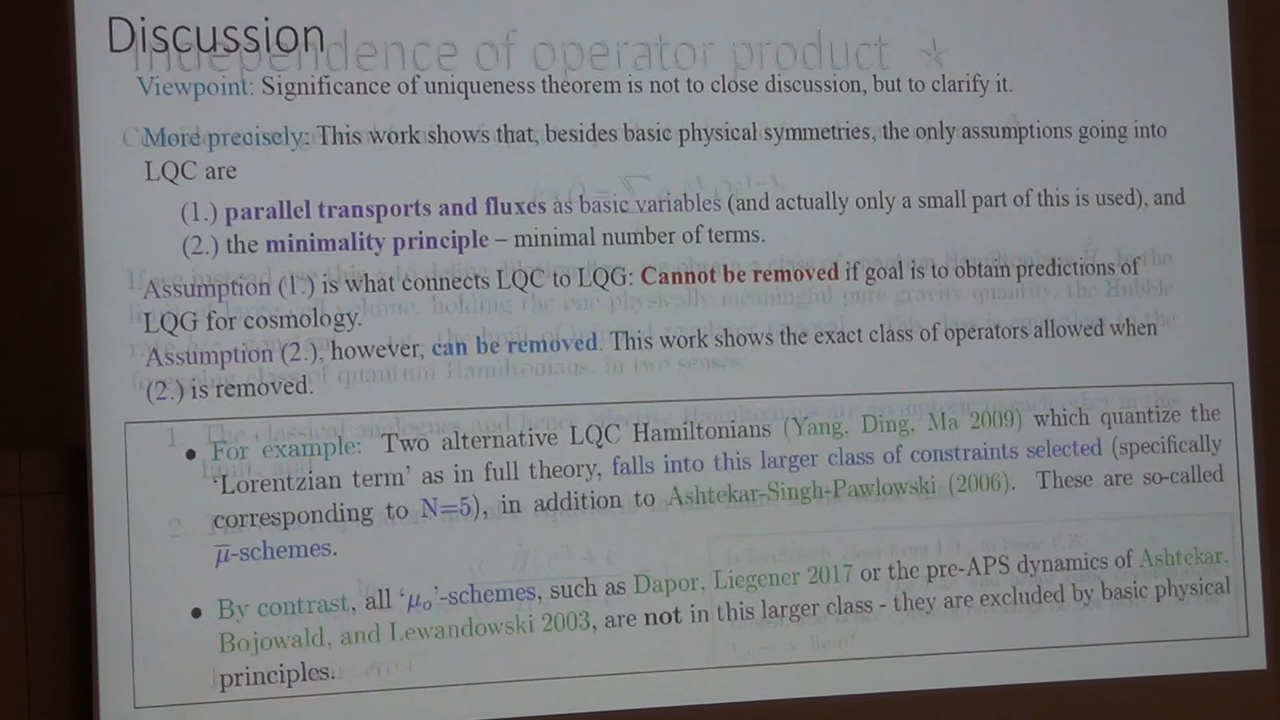 Discussion
Independence of operator product ★
Viewpoint: Significance of uniqueness theorem is not to close discussion, but to clarify it.
More precisely: This work shows that, besides basic physical symmetries, the only assumptions going into
LQC are
(1.) parallel transports and fluxes as basic variables (and actually only a small part of this is used), and
(2.) the minimality principle – minimal number of terms.
Assumption (1.) is what connects LQC to LQG: Cannot be removed if goal is to obtain predictions of
LQG for cosmology.
Assumption (2.), however, can be removed. This work shows the exact class of operators allowed when
(2.) is removed.
• For example: Two alternative LQC Hamiltonians (Yang, Ding, Ma 2009) which quantize the
‘Lorentzian term’ as in full theory, falls into this larger class of constraints selected (specifically
corresponding to N=5), in addition to Ashtekar-Singh-Pawlowski (2006). These are so-called
μ̅-schemes.
• By contrast, all ‘μₒ’-schemes, such as Dapor, Liegener 2017 or the pre-APS dynamics of Ashtekar,
Bojowald, and Lewandowski 2003, are not in this larger class - they are excluded by basic physical
principles.